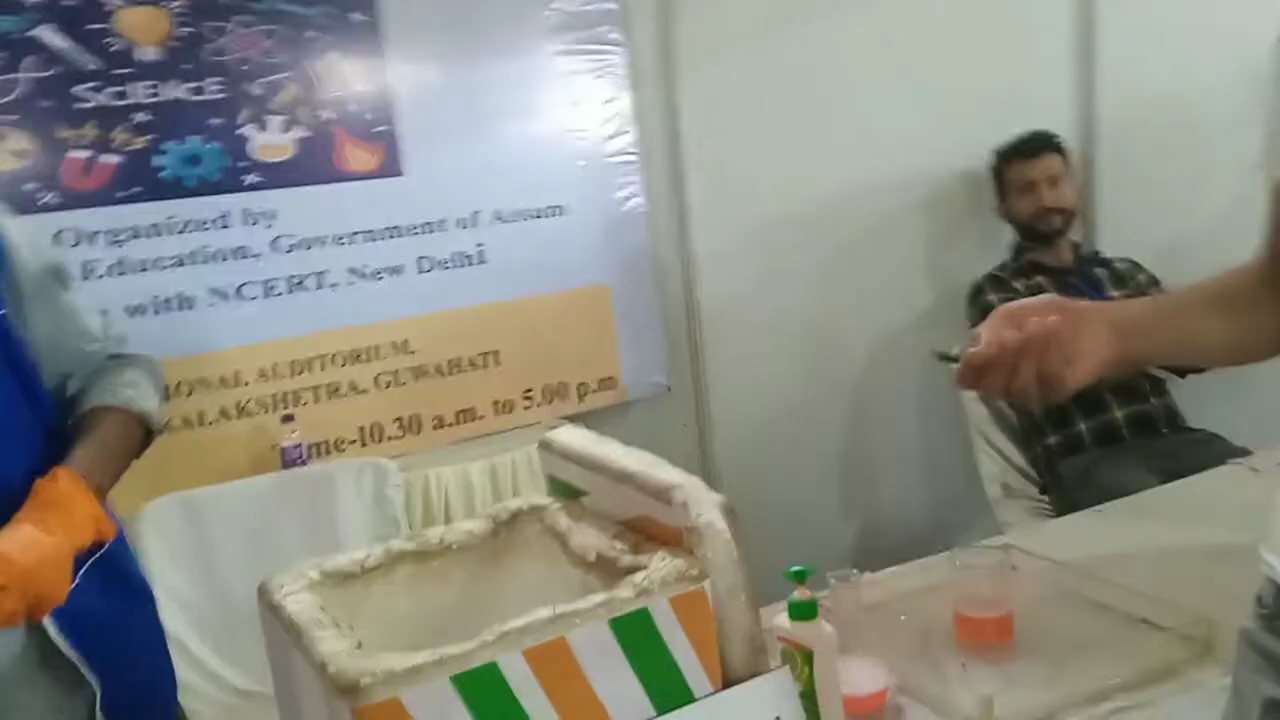 SCIENCE
Organized by
Education, Government of Assam
with NCERT, New Delhi
IONAL AUDITORIUM,
KALAKSHETRA, GUWAHATI
me-10.30 a.m. to 5.00 p.m